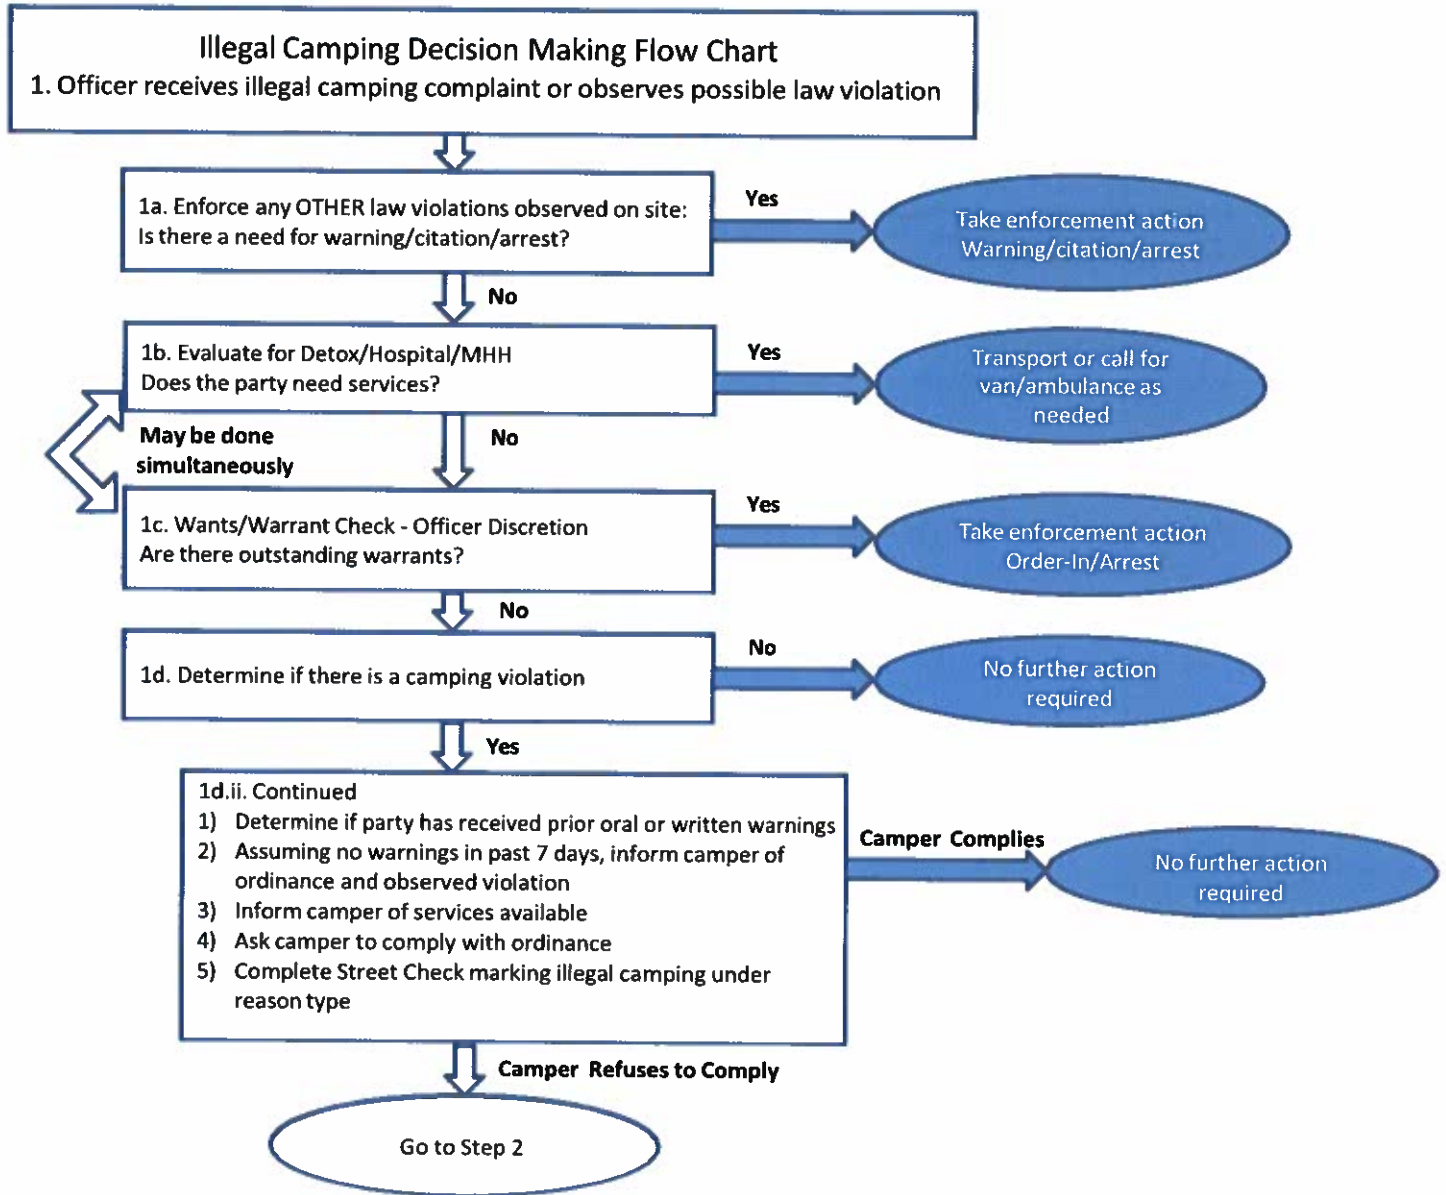 Illegal Camping Decision Making Flow Chart
1. Officer receives illegal camping complaint or observes possible law violation
1a. Enforce any OTHER law violations observed on site:
Is there a need for warning/citation/arrest?
Yes
Take enforcement action
Warning/citation/arrest
No
1b. Evaluate for Detox/Hospital/MHH
Does the party need services?
Yes
Transport or call for
van/ambulance as
needed
May be done
simultaneously
No
1c. Wants/Warrant Check - Officer Discretion
Are there outstanding warrants?
Yes
Take enforcement action
Order-In/Arrest
No
1d. Determine if there is a camping violation
No
No further action
required
Yes
1d.ii. Continued
1) Determine if party has received prior oral or written warnings
2) Assuming no warnings in past 7 days, inform camper of
ordinance and observed violation
3) Inform camper of services available
4) Ask camper to comply with ordinance
5) Complete Street Check marking illegal camping under
reason type
Camper Complies
No further action
required
Camper Refuses to Comply
Go to Step 2